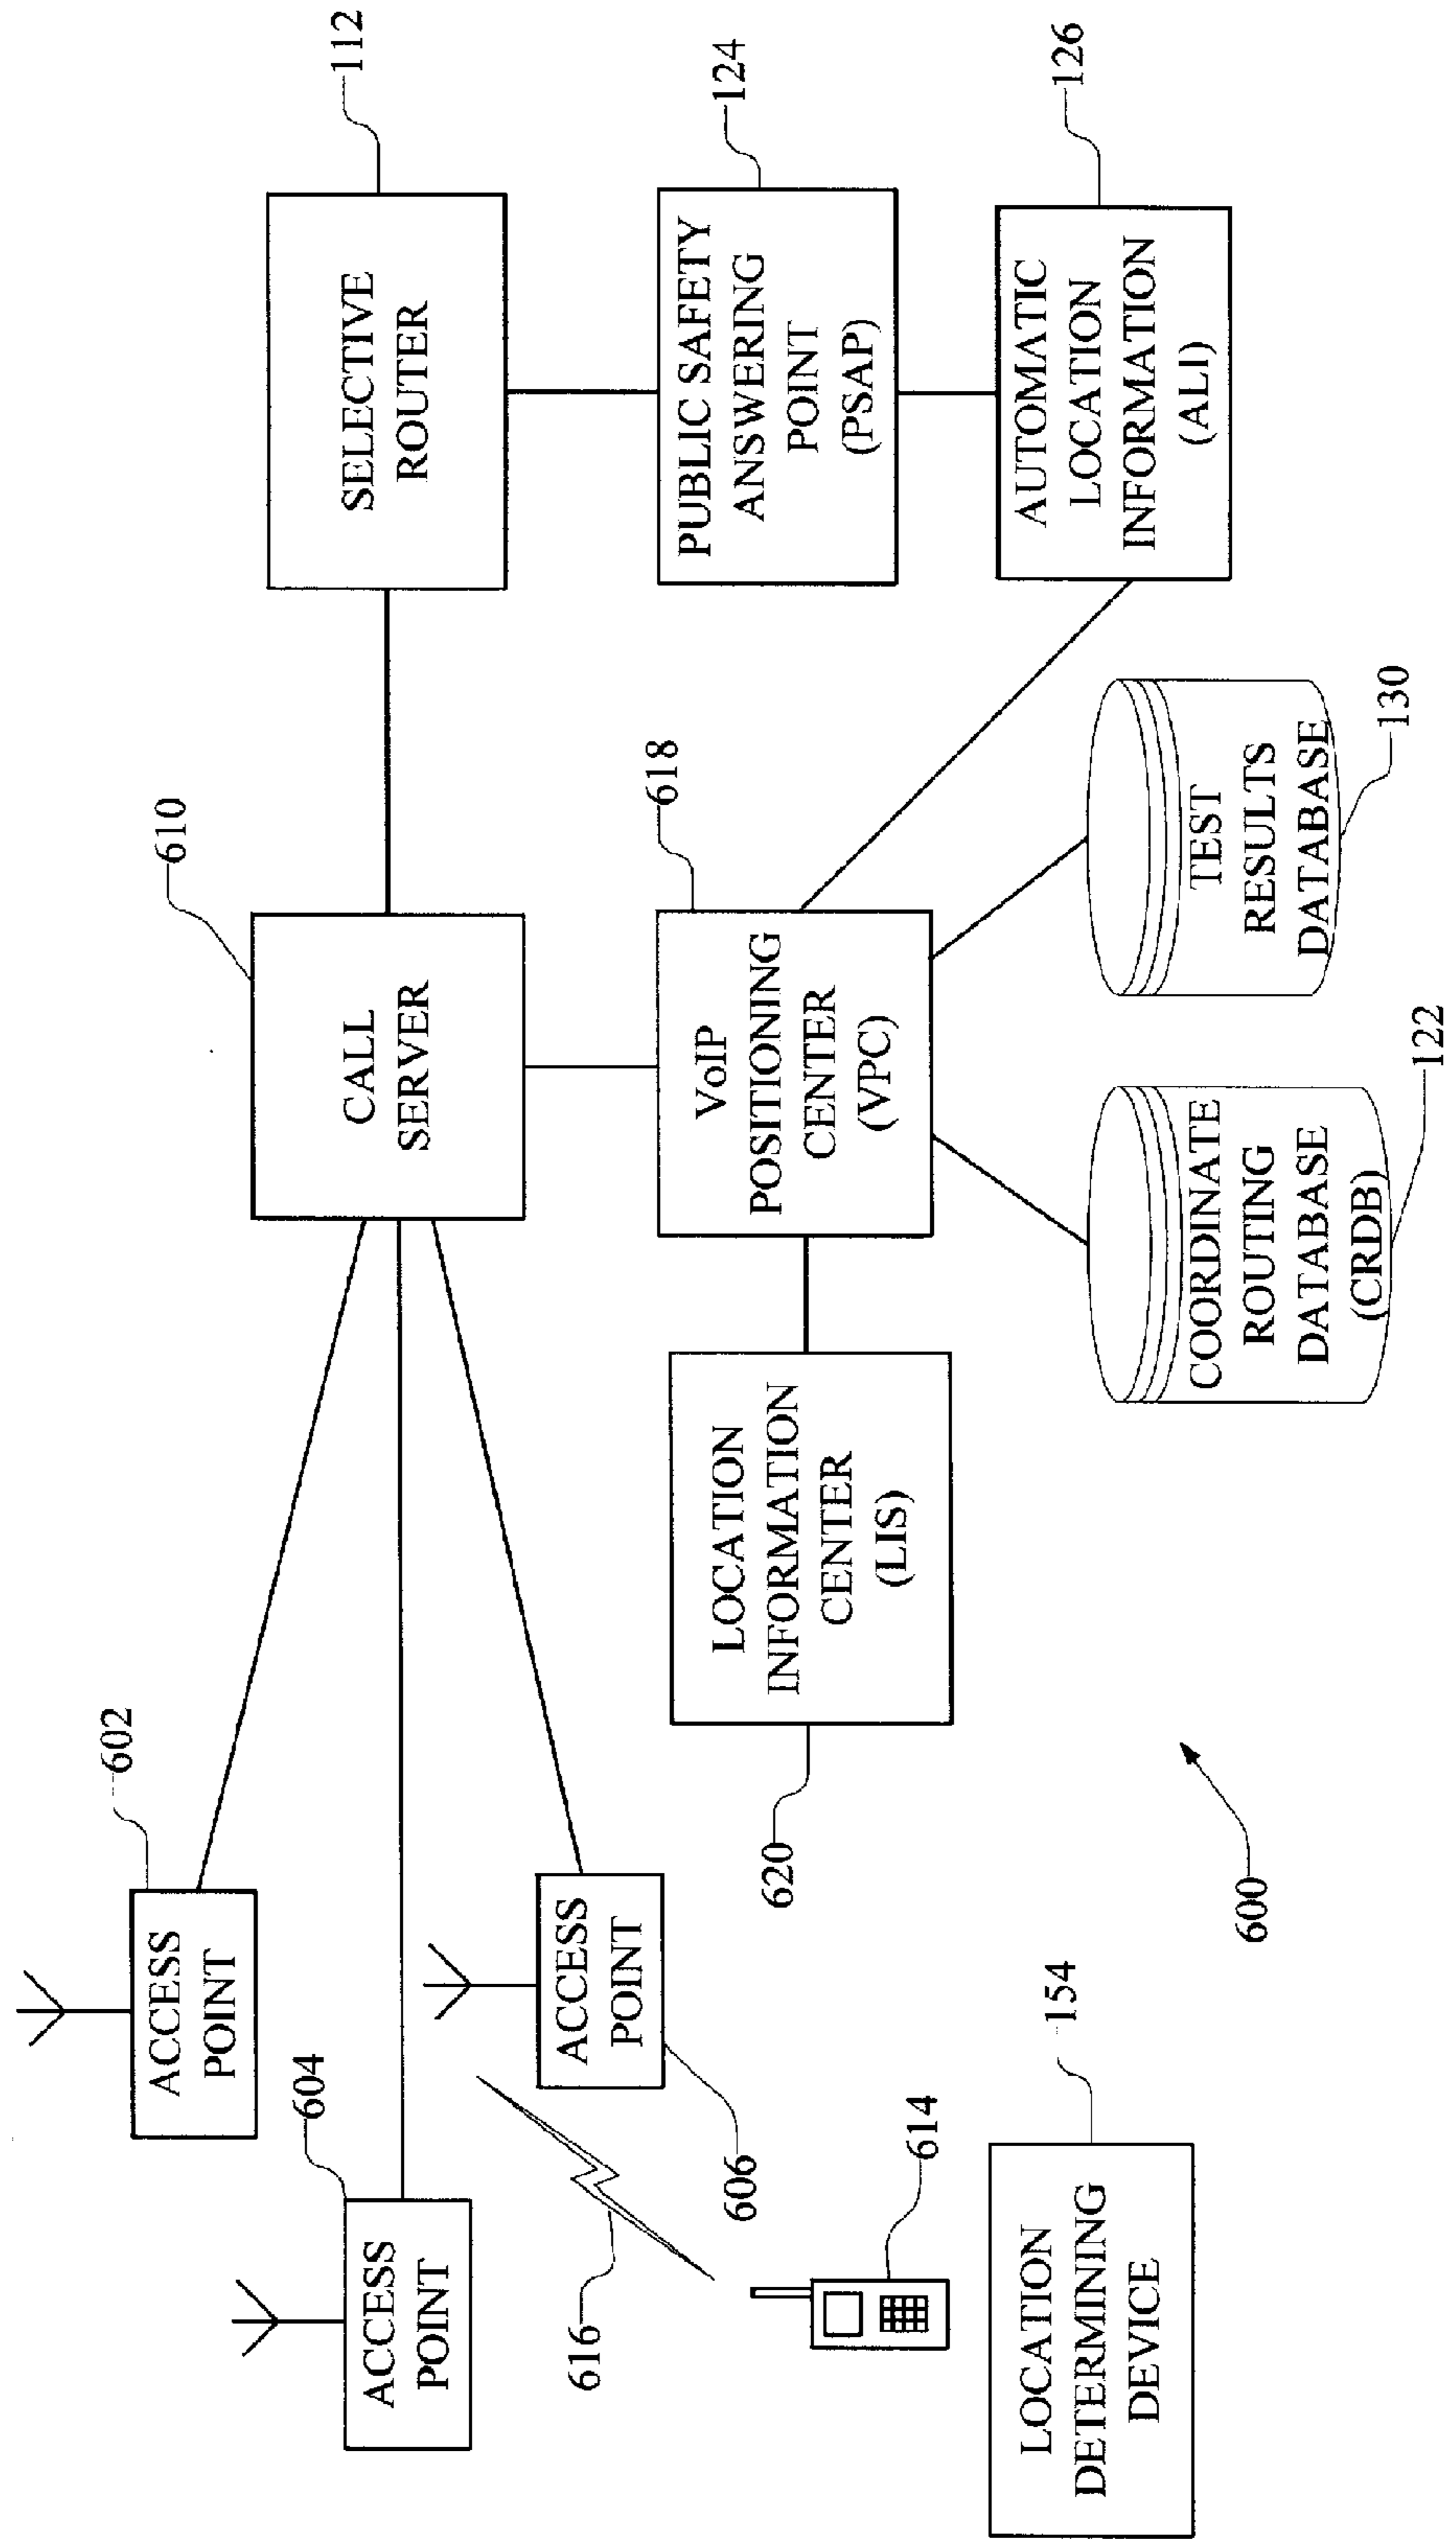 602
ACCESS
POINT
604
ACCESS
POINT
606
ACCESS
POINT
616
614
LOCATION
DETERMINING
DEVICE
154
600
610
CALL
SERVER
112
SELECTIVE
ROUTER
618
VoIP
POSITIONING
CENTER
(VPC)
LOCATION
INFORMATION
CENTER
(LIS)
620
PUBLIC SAFETY
ANSWERING
POINT
(PSAP)
124
AUTOMATIC
LOCATION
INFORMATION
(ALI)
126
COORDINATE
ROUTING
DATABASE
(CRDB)
122
TEST
RESULTS
DATABASE
130